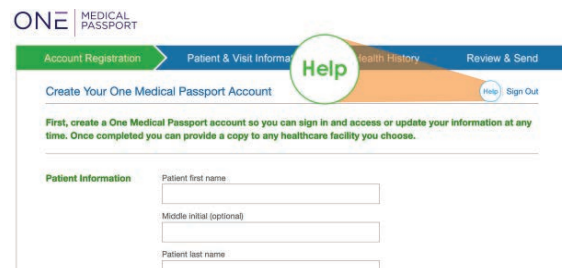 ONE MEDICAL
PASSPORT
Account Registration Patient & Visit Informa Health History Review & Send
Help
Create Your One Medical Passport Account Help Sign Out
First, create a One Medical Passport account so you can sign in and access or update your information at any
time. Once completed you can provide a copy to any healthcare facility you choose.
Patient Information Patient first name
Middle initial (optional)
Patient last name